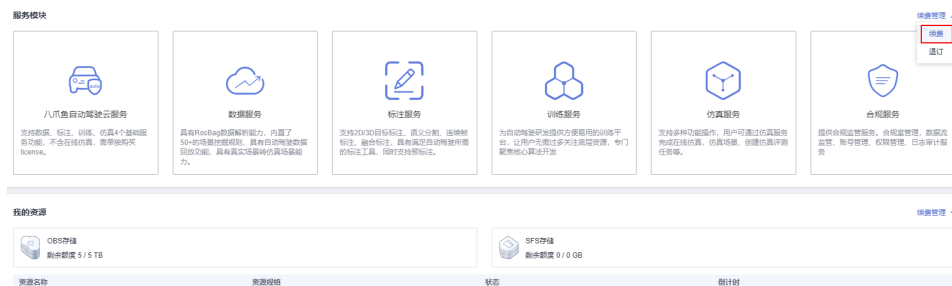 服务模块
续费管理
续费
退订
八爪鱼自动驾驶云服务
支持数据、标注、训练、仿真4个基础服
务功能，不含在线仿真，需单独购买
license。
数据服务
具有RosBag数据解析能力，内置了
50+的场景挖掘规则，具有自动驾驶数据
回放功能，具有真实场景转仿真场景能
力。
标注服务
支持2D/3D目标标注、语义分割、连续帧
标注、融合标注，具有满足自动驾驶所需
的标注工具，同时支持预标注。
训练服务
为自动驾驶研发提供方便易用的训练平
台，让用户无需过多关注底层资源，专门
聚焦核心算法开发
仿真服务
支持多种功能操作，用户可通过仿真服务
完成在线仿真，仿真场景、创建仿真评测
任务等。
合规服务
提供合规监管服务。合规监管理、数据流
监管、账号管理、权限管理、日志审计服
务
我的资源
续费管理
OBS存储
剩余额度 5 / 5 TB
SFS存储
剩余额度 0 / 0 GB
资源名称 资源规格 状态 倒计时